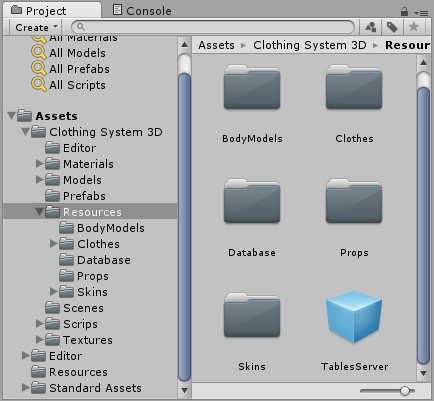 Project Console
Create
All Materials
All Models
All Prefabs
All Scripts
Assets
Clothing System 3D
Editor
Materials
Models
Prefabs
Resources
BodyModels
Clothes
Database
Props
Skins
Scenes
Scrips
Textures
Editor
Resources
Standard Assets
Assets Clothing System 3D Resour
BodyModels Clothes
Database Props
Skins TablesServer